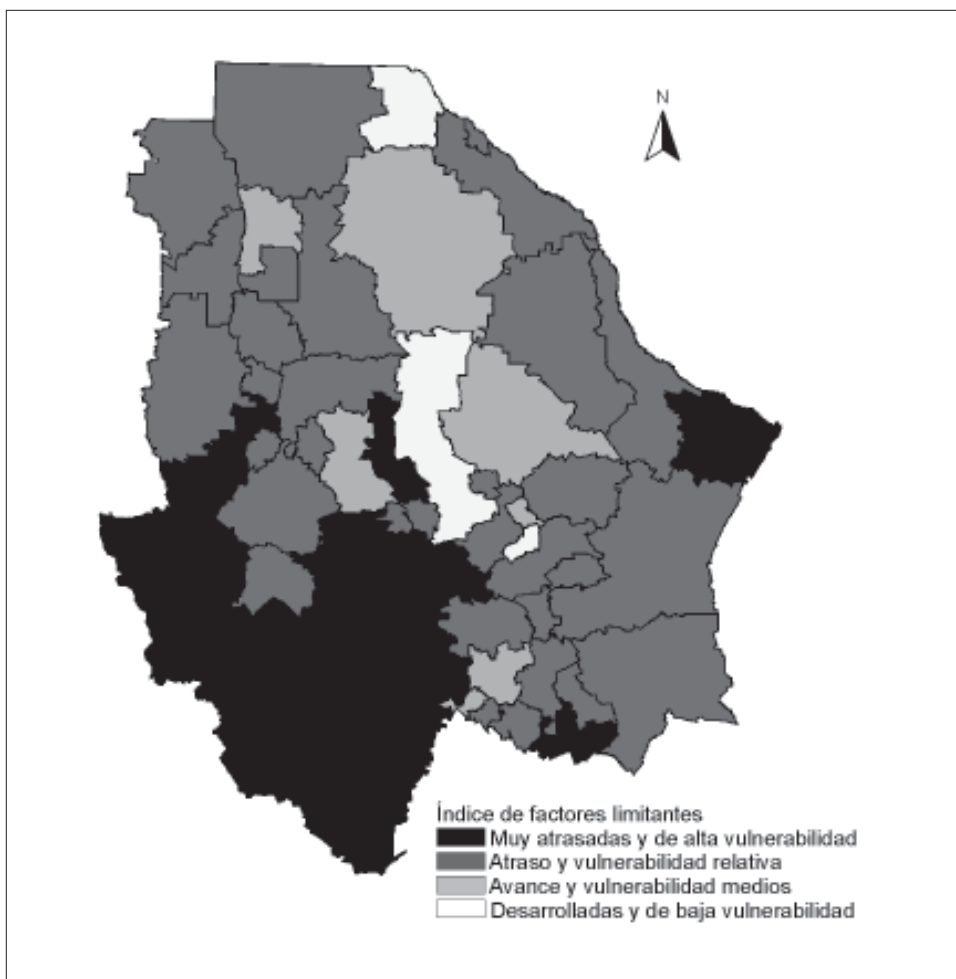 N
Índice de factores limitantes
Muy atrasadas y de alta vulnerabilidad
Atraso y vulnerabilidad relativa
Avance y vulnerabilidad medios
Desarrolladas y de baja vulnerabilidad